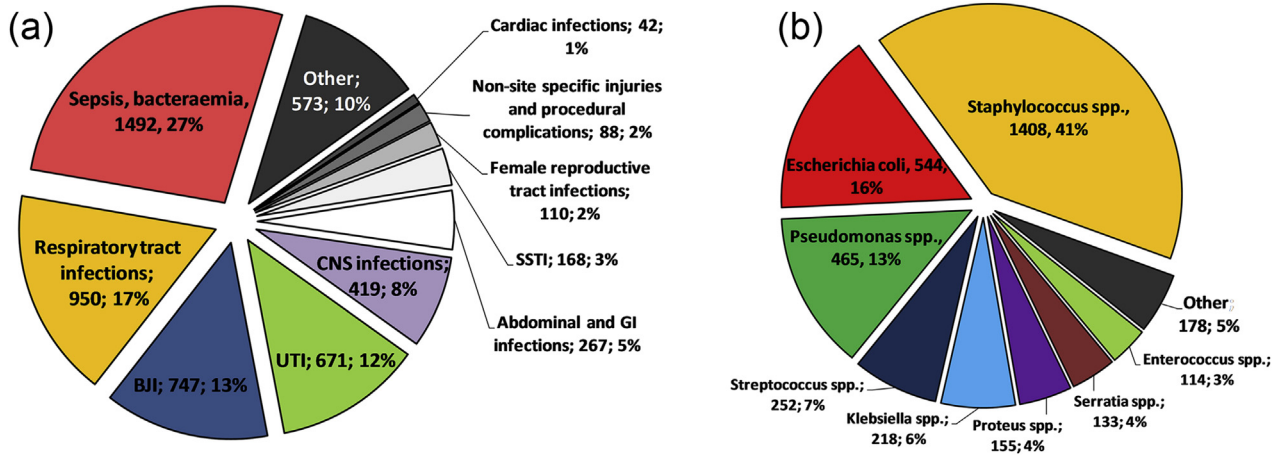 (a)
Sepsis, bacteraemia,
1492, 27%
Other;
573; 10%
Cardiac infections; 42;
1%
Non-site specific injuries
and procedural
complications; 88; 2%
Female reproductive
tract infections;
110; 2%
SSTI; 168; 3%
Abdominal and GI
infections; 267; 5%
CNS infections;
419; 8%
UTI; 671; 12%
BJI; 747; 13%
Respiratory tract
infections;
950; 17%
(b)
Staphylococcus spp.,
1408, 41%
Escherichia coli, 544,
16%
Pseudomonas spp.,
465, 13%
Streptococcus spp.;
252; 7%
Klebsiella spp.;
218; 6%
Proteus spp.;
155; 4%
Serratia spp.;
133; 4%
Enterococcus spp.;
114; 3%
Other;
178; 5%